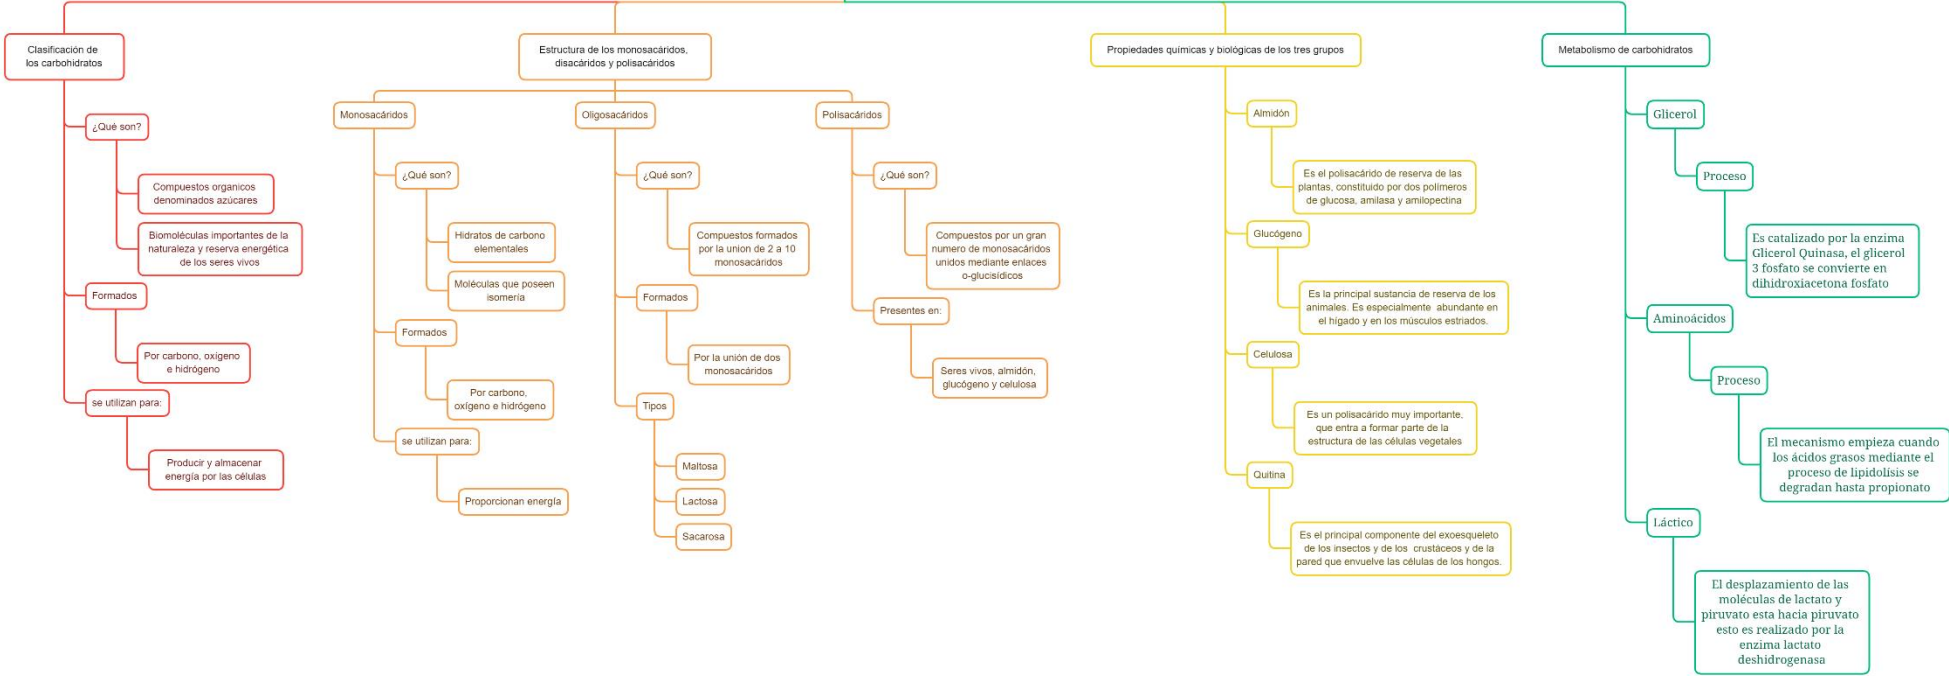 Clasificación de
los carbohidratos
¿Qué son?
Compuestos organicos
denominados azúcares
Biomoléculas importantes de la
naturaleza y reserva energética
de los seres vivos
Formados
Por carbono, oxígeno
e hidrógeno
se utilizan para:
Producir y almacenar
energía por las células
Estructura de los monosacáridos,
disacáridos y polisacáridos
Monosacáridos
¿Qué son?
Hidratos de carbono
elementales
Moléculas que poseen
isomería
Formados
Por carbono,
oxígeno e hidrógeno
se utilizan para:
Proporcionan energía
Oligosacáridos
¿Qué son?
Compuestos formados
por la union de 2 a 10
monosacáridos
Formados
Por la unión de dos
monosacáridos
Tipos
Maltosa
Lactosa
Sacarosa
Polisacáridos
¿Qué son?
Compuestos por un gran
numero de monosacáridos
unidos mediante enlaces
o-glucisídicos
Presentes en:
Seres vivos, almidón,
glucógeno y celulosa
Propiedades químicas y biológicas de los tres grupos
Almidón
Es el polisacárido de reserva de las
plantas, constituido por dos polímeros
de glucosa, amilasa y amilopectina
Glucógeno
Es la principal sustancia de reserva de los
animales. Es especialmente abundante en
el hígado y en los músculos estriados.
Celulosa
Es un polisacárido muy importante,
que entra a formar parte de la
estructura de las células vegetales
Quitina
Es el principal componente del exoesqueleto
de los insectos y de los crustáceos y de la
pared que envuelve las células de los hongos.
Metabolismo de carbohidratos
Glicerol
Proceso
Es catalizado por la enzima
Glicerol Quinasa, el glicerol
3 fosfato se convierte en
dihidroxiacetona fosfato
Aminoácidos
Proceso
El mecanismo empieza cuando
los ácidos grasos mediante el
proceso de lipidolísis se
degradan hasta propionato
Láctico
El desplazamiento de las
moléculas de lactato y
piruvato esta hacia piruvato
esto es realizado por la
enzima lactato
deshidrogenasa